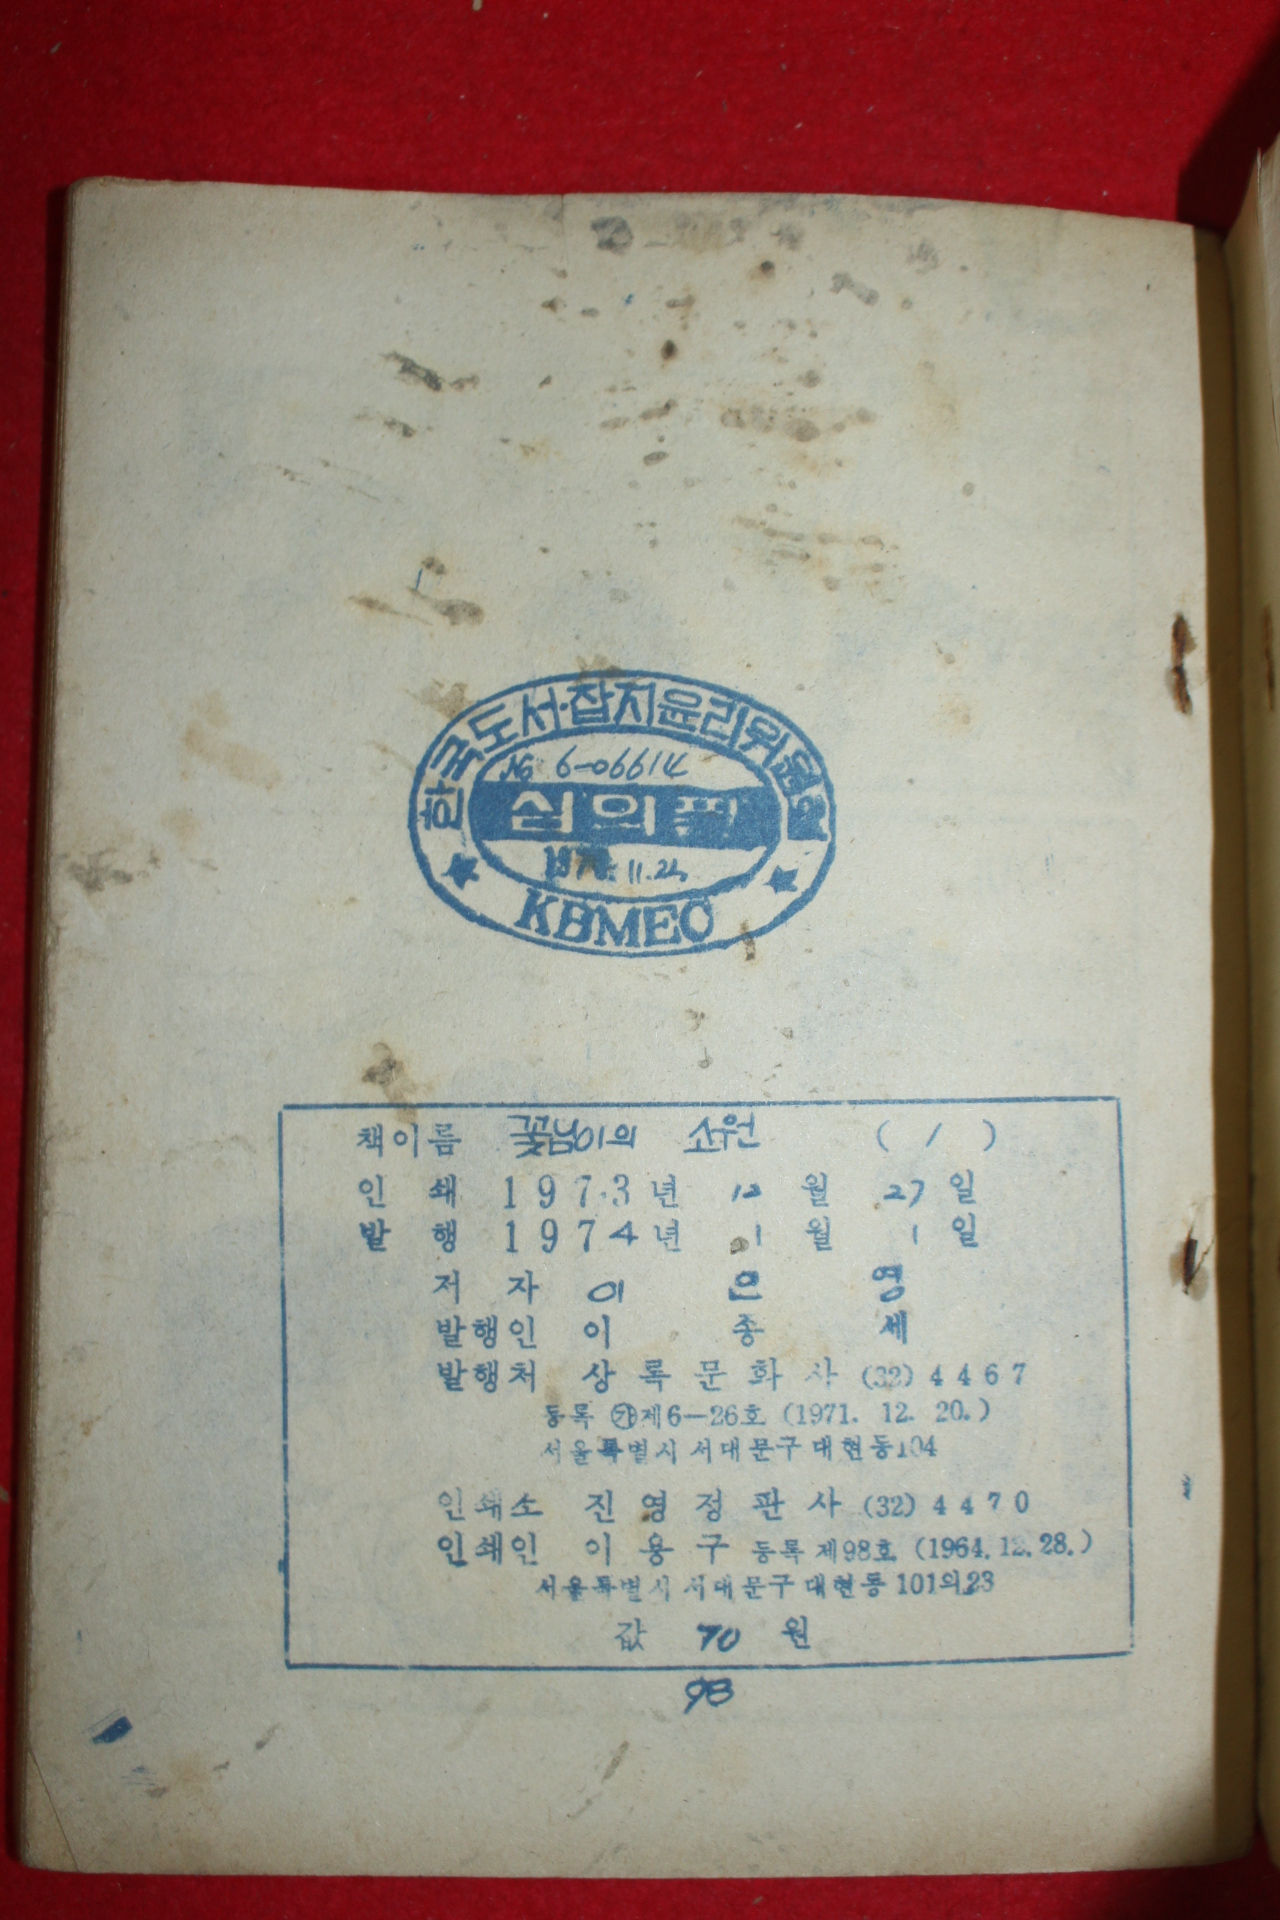 한국도서·잡지윤리위원회
№ 6-06614
심의필
11.24
KBMEC
책이름 꽃님이의 소원 ( 1 )
인 쇄 1973년 12월 27일
발 행 1974년 1월 1일
저 자 이 은 영
발행인 이 종 세
발행처 상록문화사 (32) 4467
등록 ㉮제6-26호 (1971. 12. 20.)
서울특별시 서대문구 대현동104
인쇄소 진영정판사 (32) 4470
인쇄인 이용구 등록 제98호 (1964. 12. 28.)
서울특별시 서대문구 대현동 101의23
값 70 원
98